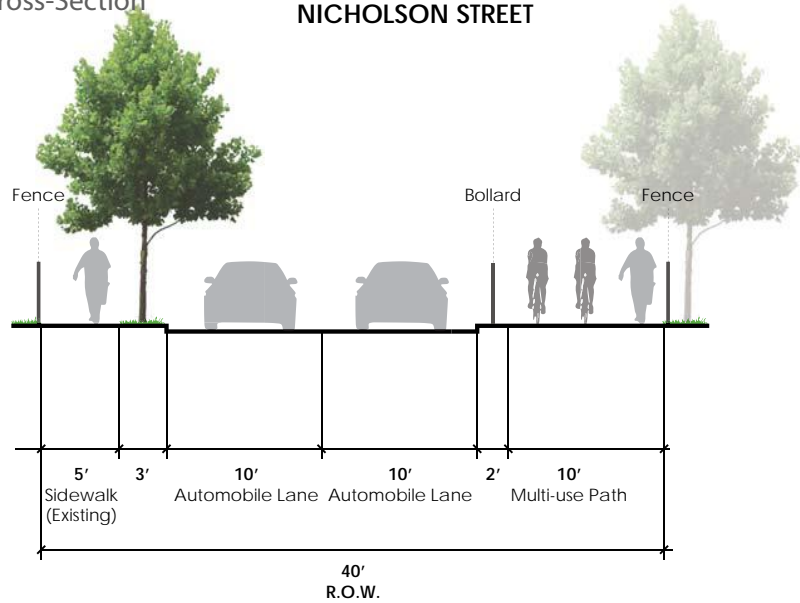 NICHOLSON STREET
Fence
Bollard
Fence
5' 3' 10' 10' 2' 10'
Sidewalk Automobile Lane Automobile Lane Multi-use Path
(Existing)
40'
R.O.W.